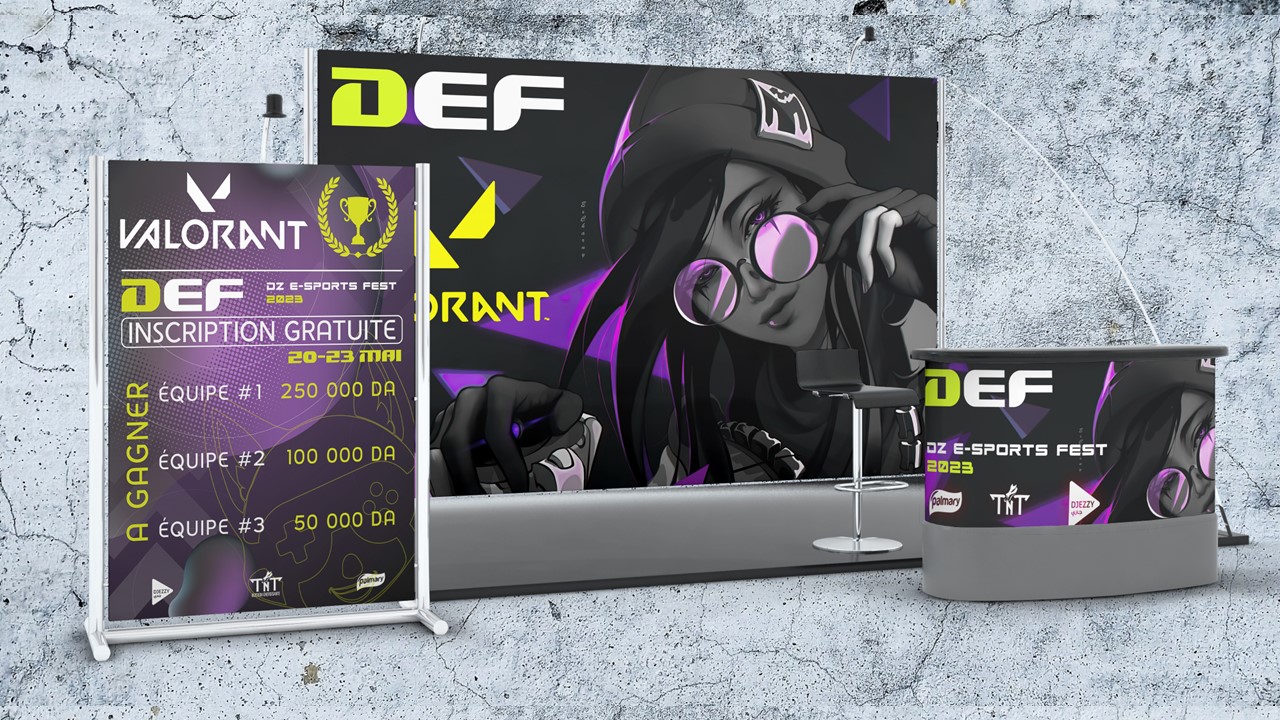 VALORANT
DEF
DZ E-SPORTS FEST
2023
INSCRIPTION GRATUITE
20-23 MAI
A GAGNER
ÉQUIPE #1 250 000 DA
ÉQUIPE #2 100 000 DA
ÉQUIPE #3 50 000 DA
DJEZZY
TNT
palmary
DEF
ORANT
DEF
DZ E-SPORTS FEST
2023
palmary
TNT
DJEZZY